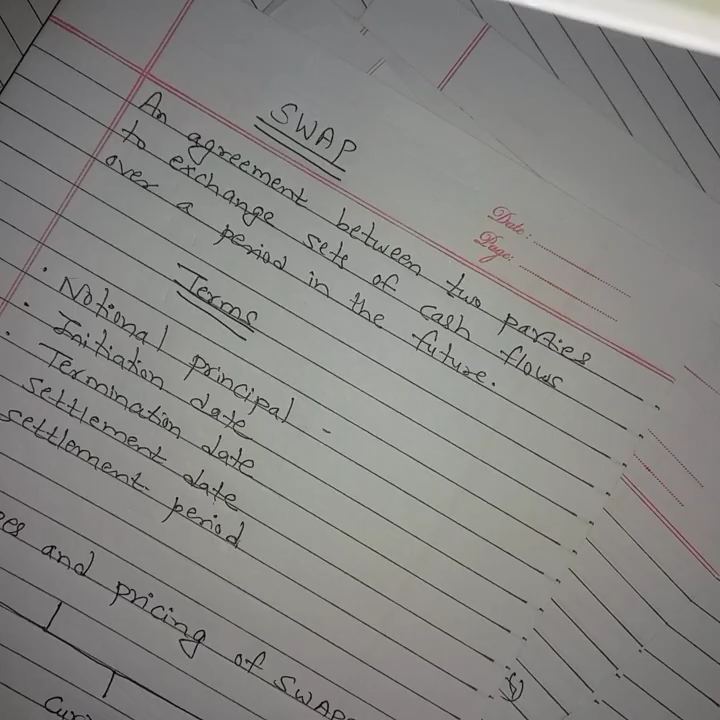 SWAP
Date:
Page:
An agreement between two parties
to exchange sets of cash flows
over a period in the future.
Terms
· Notional principal -
· Initiation date
· Termination date
settlement date
settlement period
and pricing of SWAPS